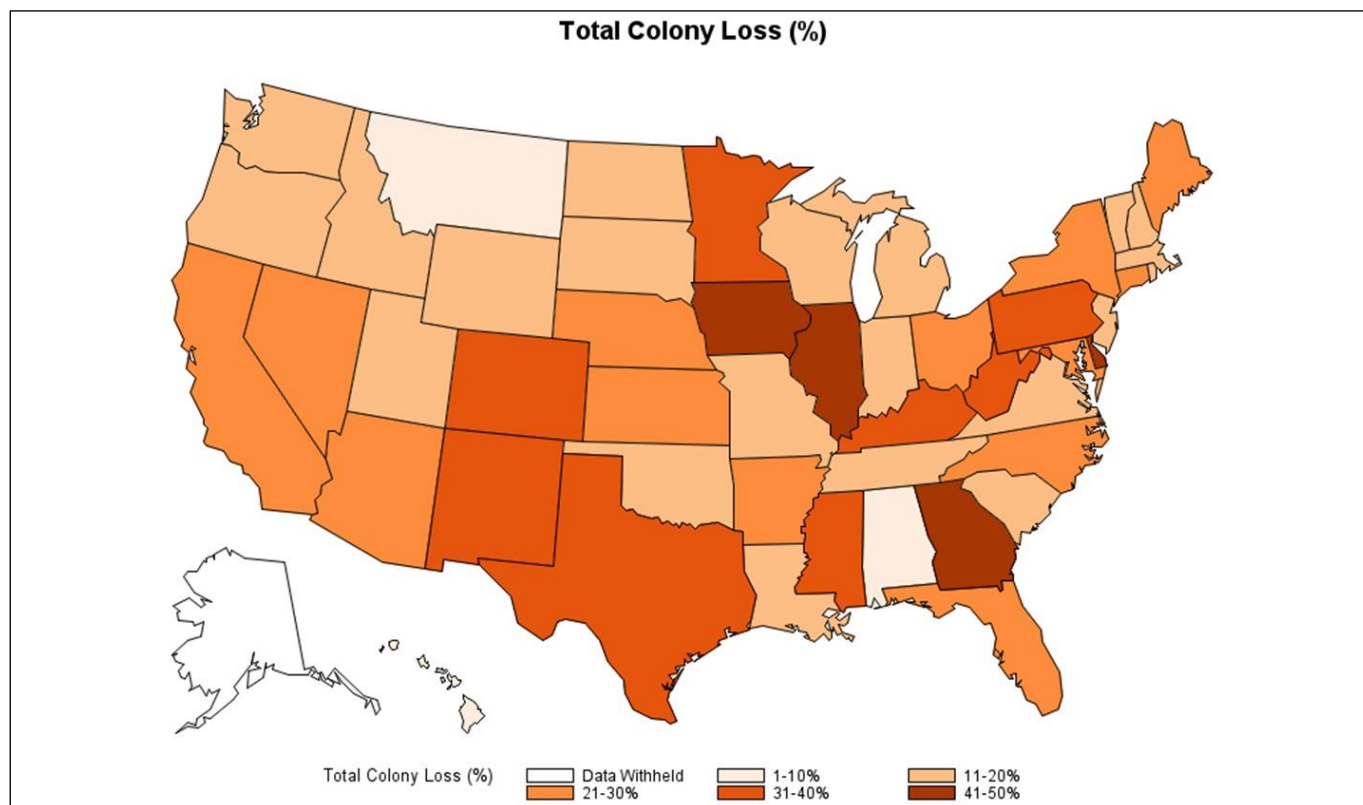 Total Colony Loss (%)
Total Colony Loss (%) Data Withheld 1-10% 11-20%
21-30% 31-40% 41-50%